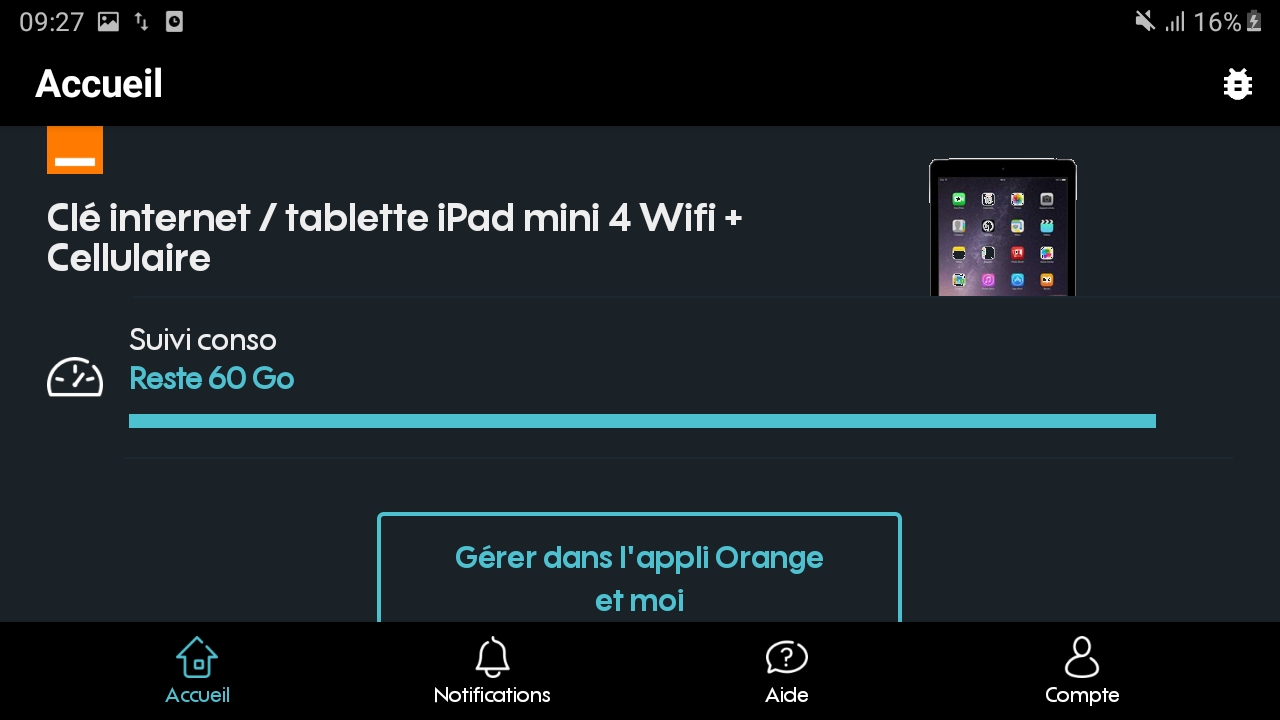 09:27
16%
Accueil
Clé internet / tablette iPad mini 4 Wifi +
Cellulaire
Suivi conso
Reste 60 Go
Gérer dans l'appli Orange
et moi
Accueil
Notifications
Aide
Compte